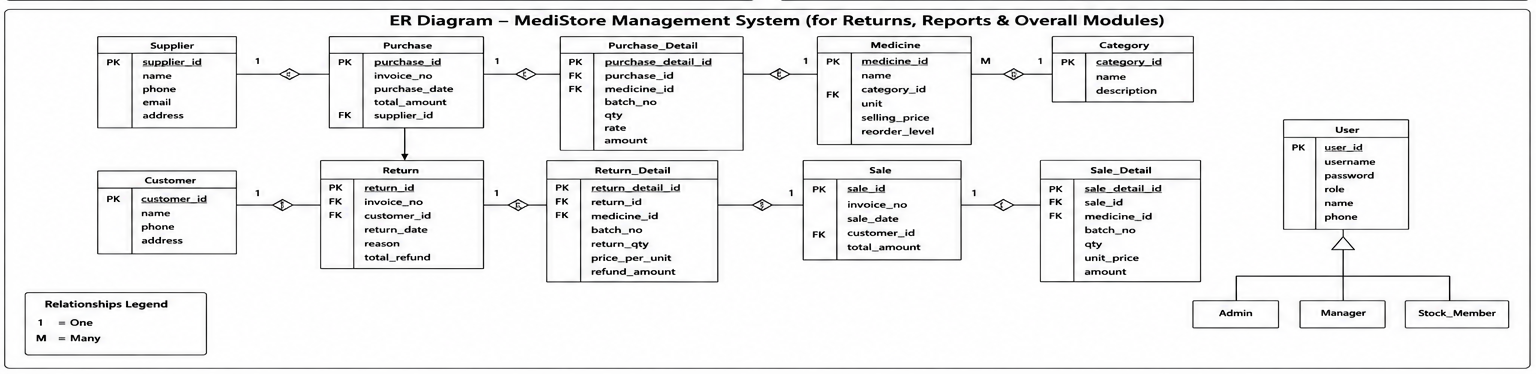 ER Diagram – MediStore Management System (for Returns, Reports & Overall Modules)
Supplier
PK supplier_id
name
phone
email
address
1
Purchase
PK purchase_id
invoice_no
purchase_date
total_amount
FK supplier_id
1
Purchase_Detail
PK purchase_detail_id
FK purchase_id
FK medicine_id
batch_no
qty
rate
amount
1
Medicine
PK medicine_id
name
FK category_id
unit
selling_price
reorder_level
M
1
Category
PK category_id
name
description
Customer
PK customer_id
name
phone
address
1
Return
PK return_id
FK invoice_no
FK customer_id
return_date
reason
total_refund
1
Return_Detail
PK return_detail_id
FK return_id
FK medicine_id
batch_no
return_qty
price_per_unit
refund_amount
1
Sale
PK sale_id
invoice_no
sale_date
FK customer_id
total_amount
1
Sale_Detail
PK sale_detail_id
FK sale_id
FK medicine_id
batch_no
qty
unit_price
amount
User
PK user_id
username
password
role
name
phone
Admin
Manager
Stock_Member
Relationships Legend
1 = One
M = Many